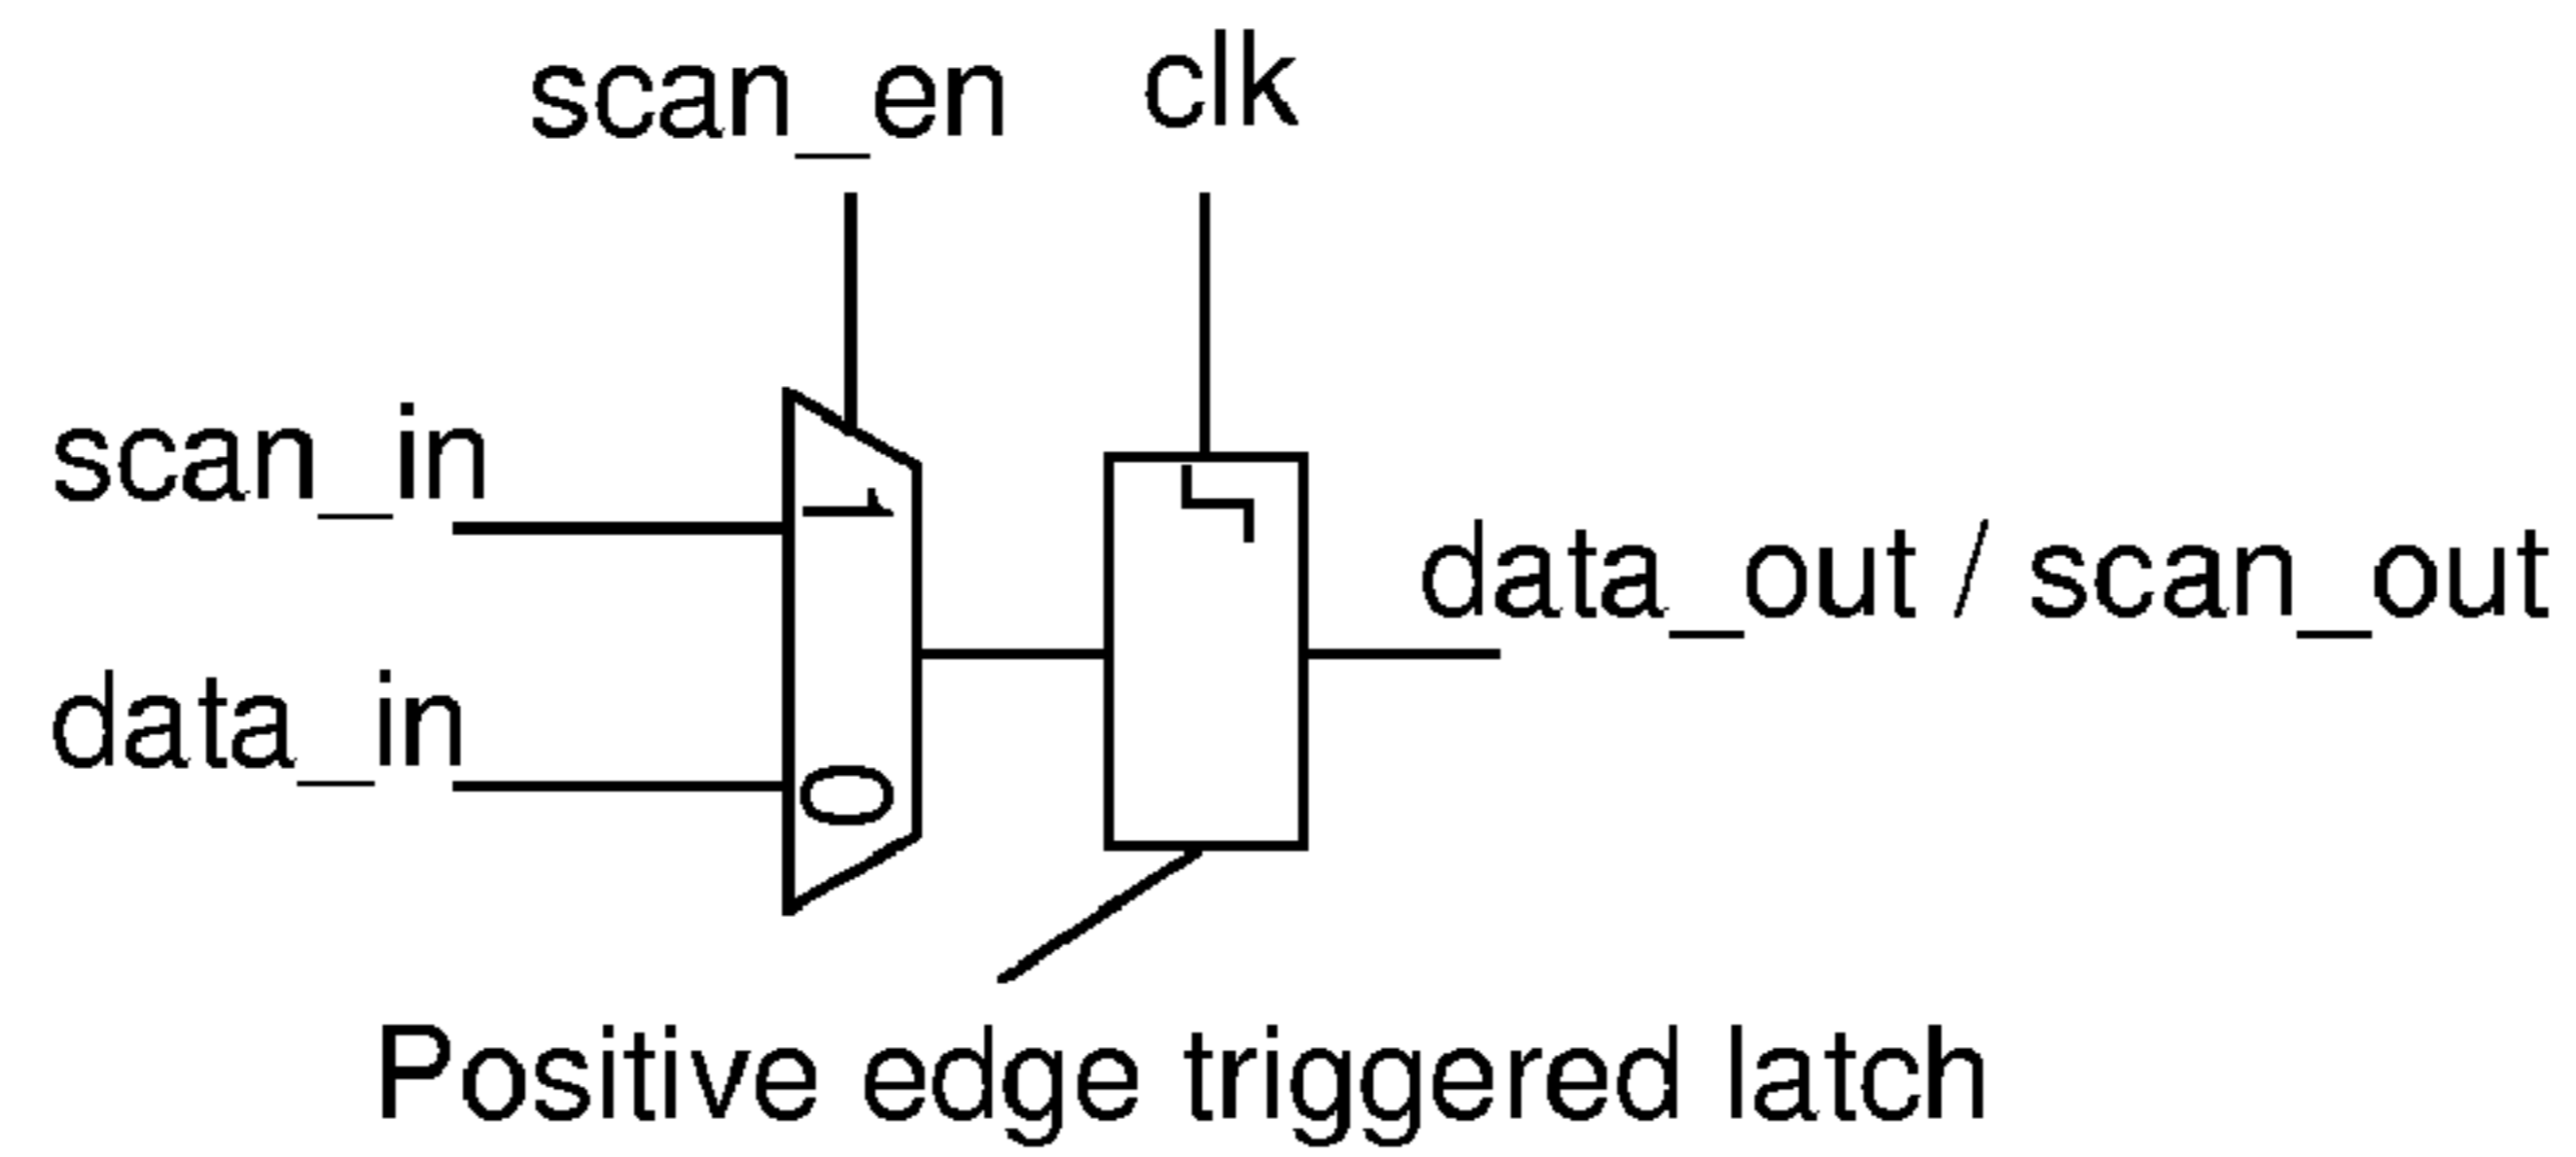 scan_en
clk
scan_in
1
data_out / scan_out
data_in
0
Positive edge triggered latch